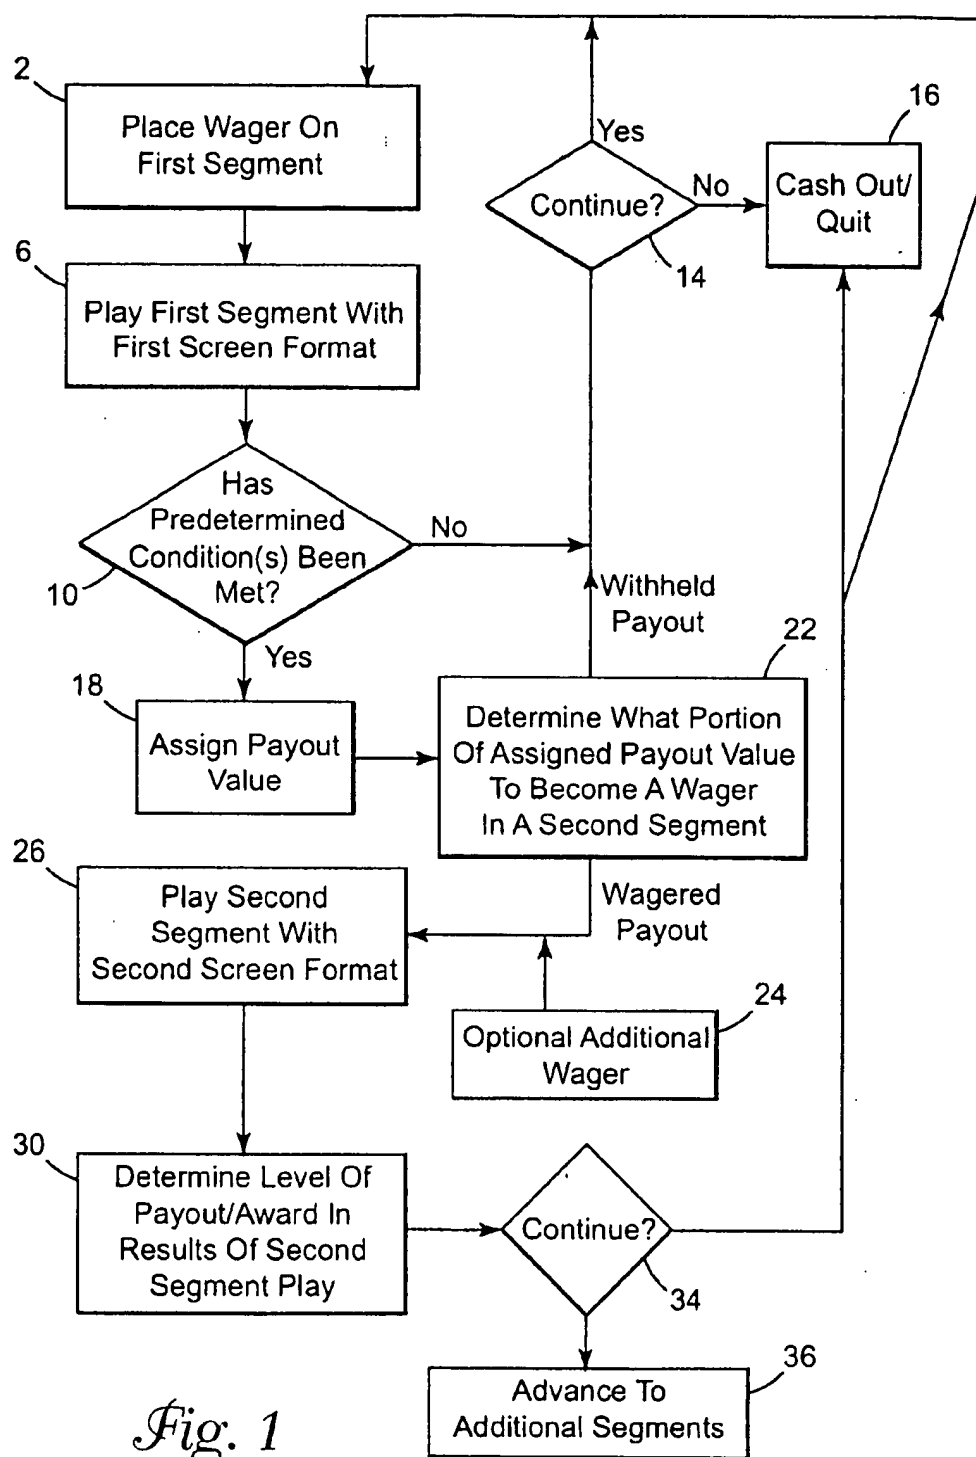 2
Place Wager On
First Segment
6
Play First Segment With
First Screen Format
Has
Predetermined
Condition(s) Been
Met?
10
No
Yes
Yes
Continue?
No
14
16
Cash Out/
Quit
Withheld
Payout
18
Assign Payout
Value
22
Determine What Portion
Of Assigned Payout Value
To Become A Wager
In A Second Segment
Wagered
Payout
26
Play Second
Segment With
Second Screen Format
24
Optional Additional
Wager
30
Determine Level Of
Payout/Award In
Results Of Second
Segment Play
Continue?
34
36
Advance To
Additional Segments
Fig. 1